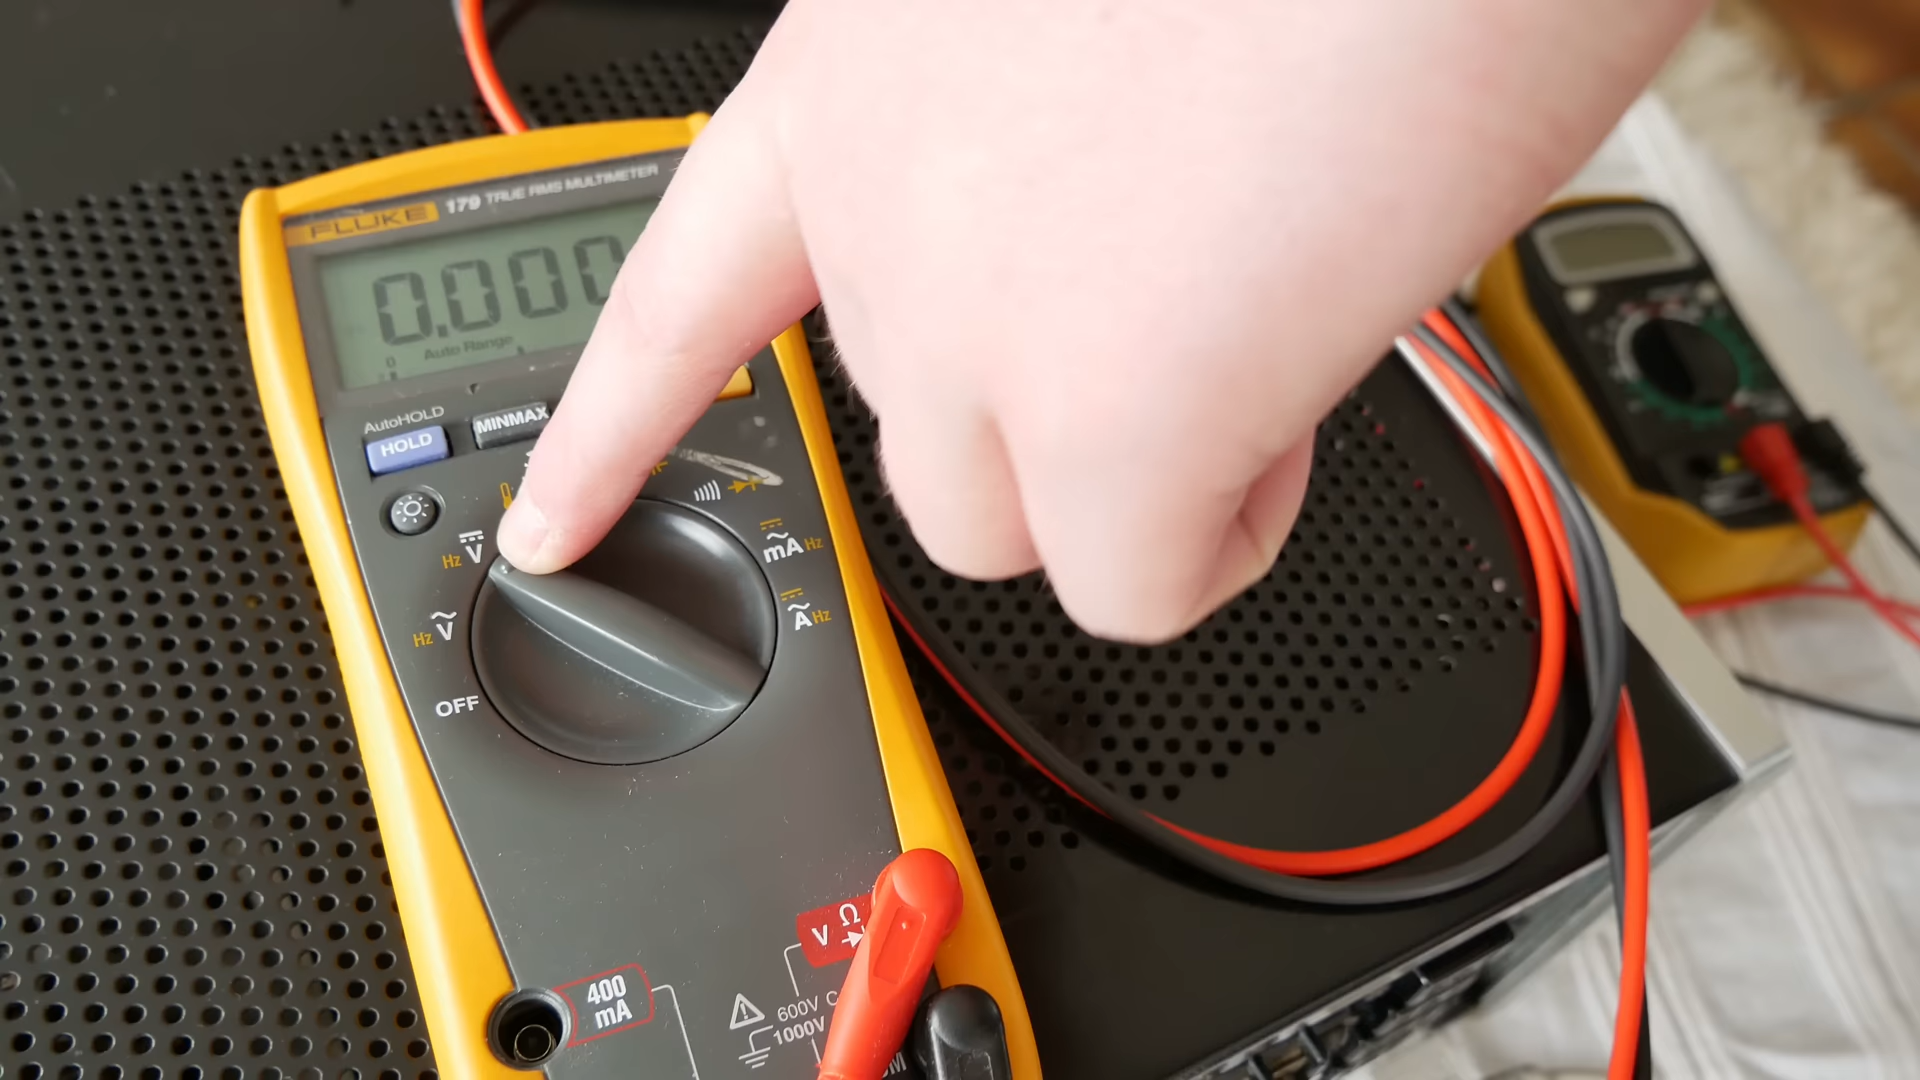 FLUKE 179 TRUE RMS MULTIMETER
0.000
0
Auto Range
AutoHOLD
HOLD
MINMAX
Hz V
mA Hz
Hz V
A Hz
OFF
V Ω
400
mA
600V C
1000V